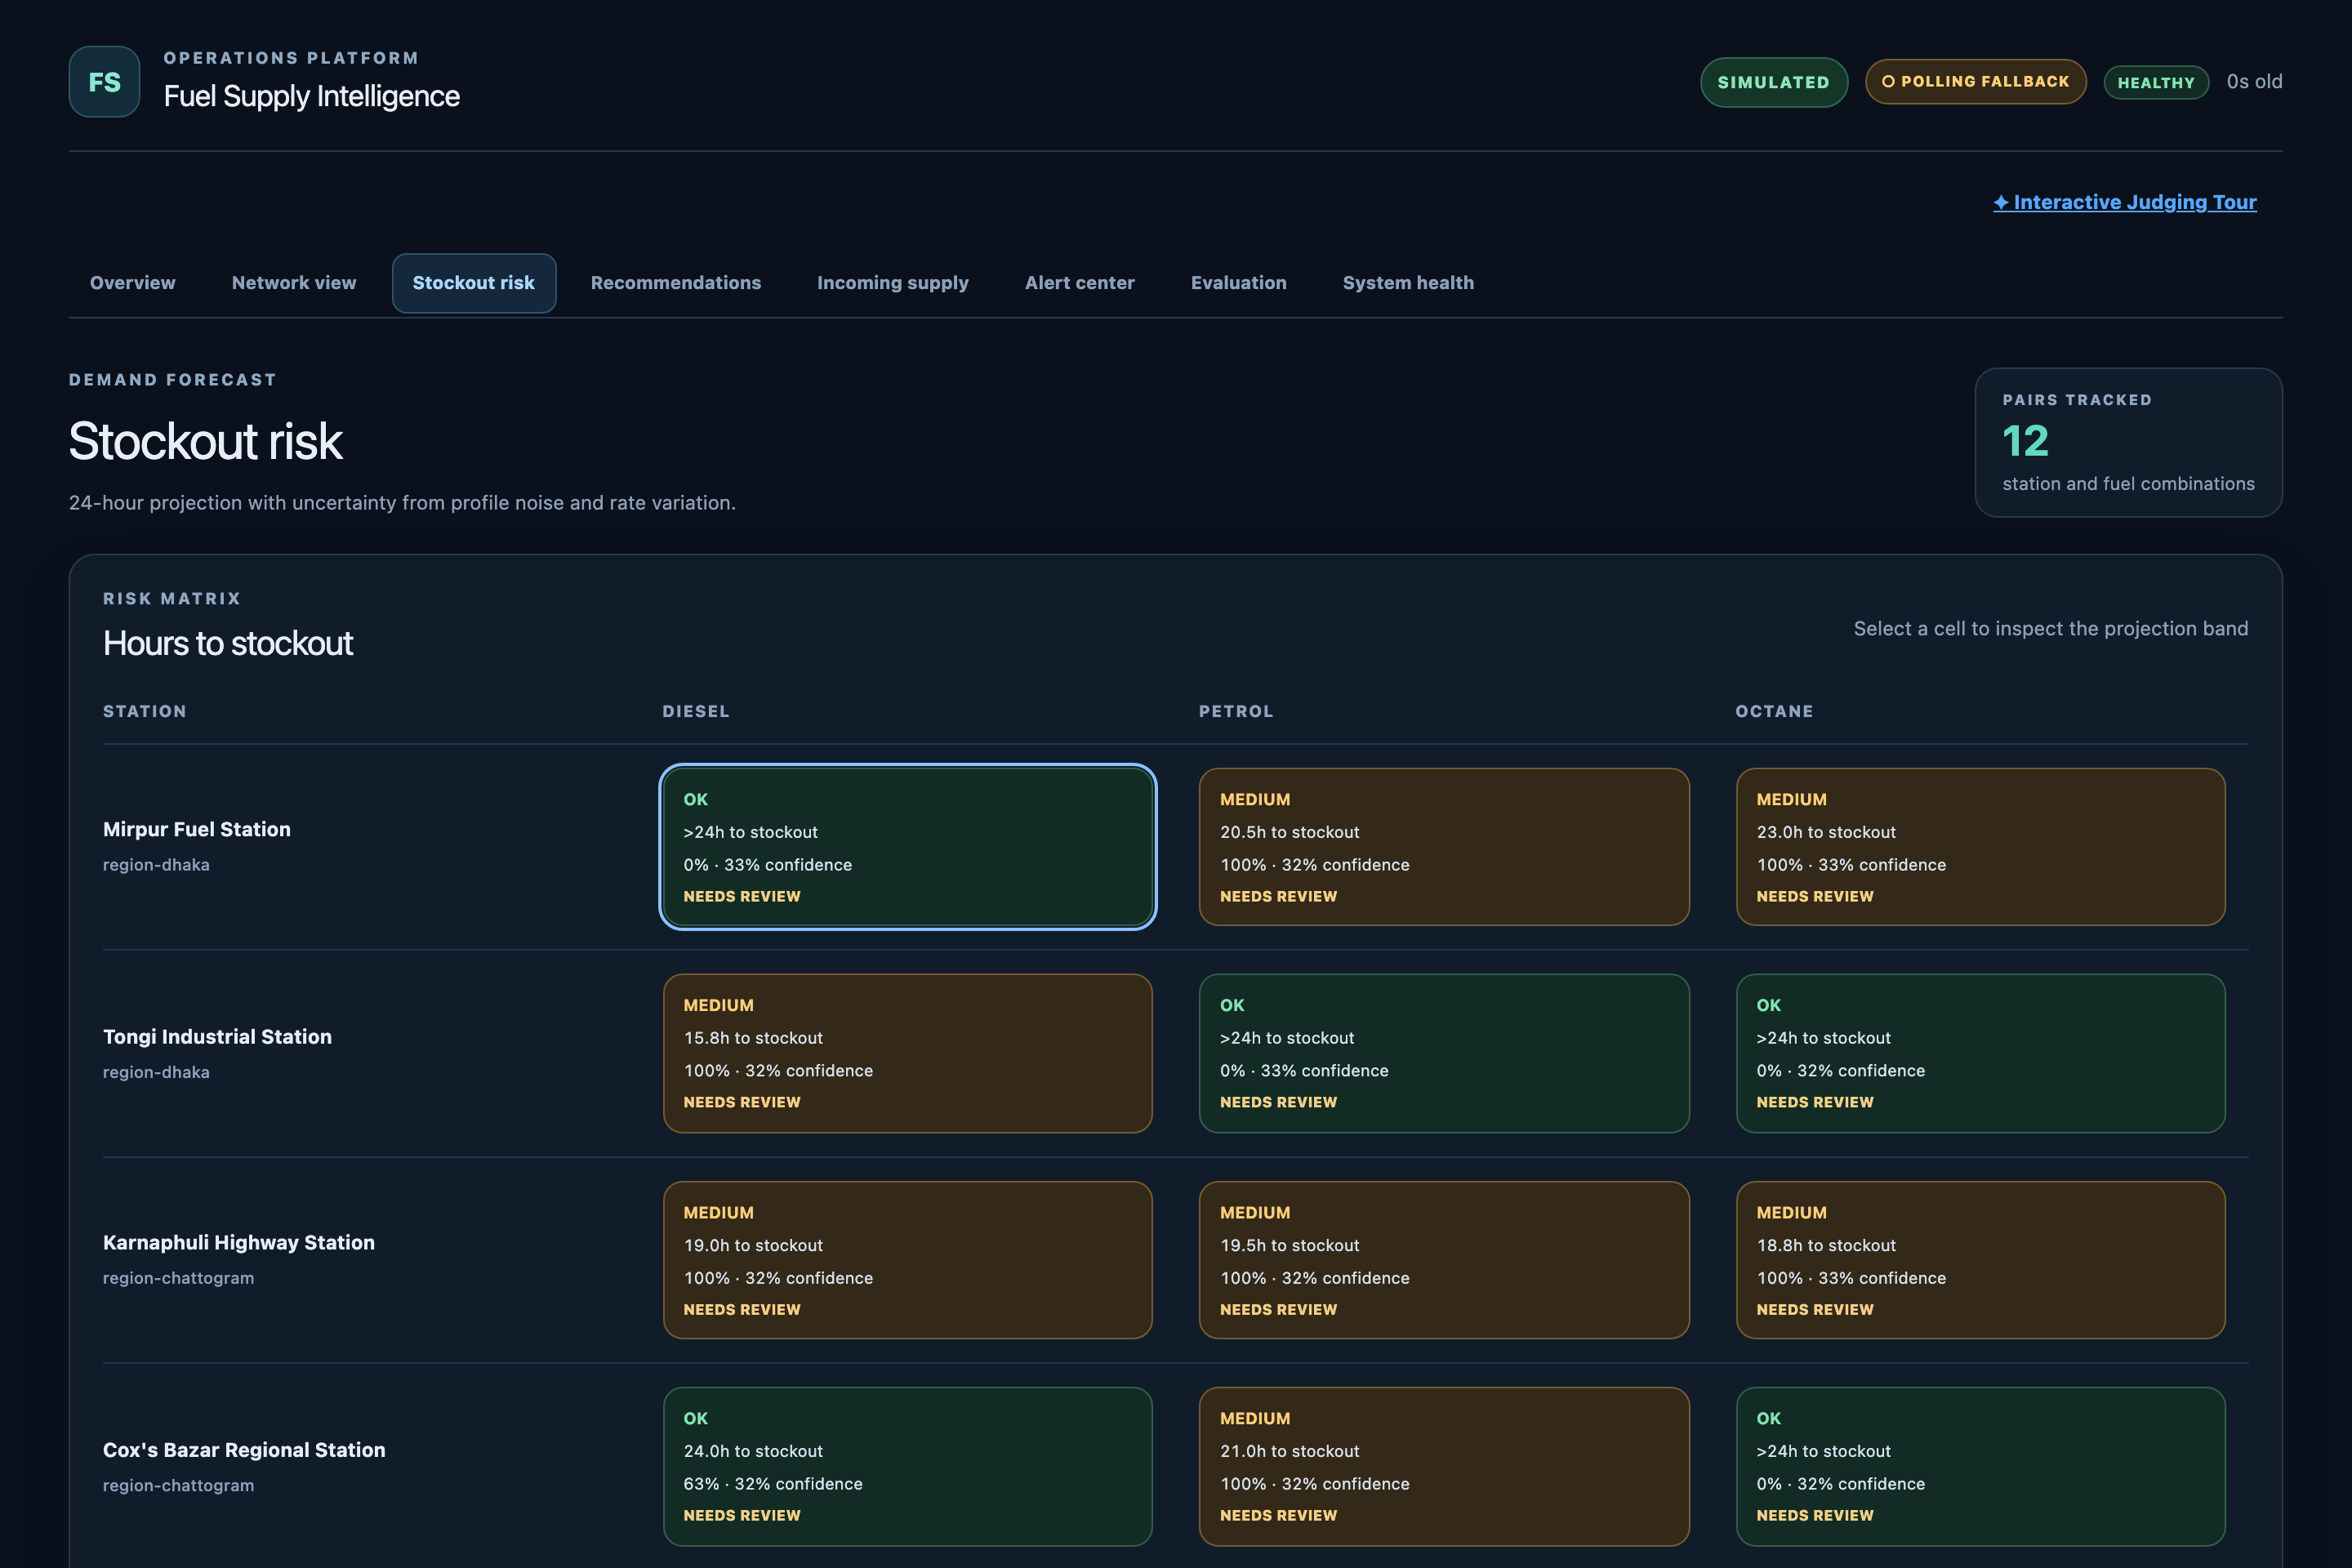 FS
OPERATIONS PLATFORM
Fuel Supply Intelligence
SIMULATED
POLLING FALLBACK
HEALTHY
0s old
✦ Interactive Judging Tour
Overview
Network view
Stockout risk
Recommendations
Incoming supply
Alert center
Evaluation
System health
DEMAND FORECAST
Stockout risk
24-hour projection with uncertainty from profile noise and rate variation.
PAIRS TRACKED
12
station and fuel combinations
RISK MATRIX
Hours to stockout
Select a cell to inspect the projection band
STATION
DIESEL
PETROL
OCTANE
Mirpur Fuel Station
region-dhaka
OK
>24h to stockout
0% · 33% confidence
NEEDS REVIEW
MEDIUM
20.5h to stockout
100% · 32% confidence
NEEDS REVIEW
MEDIUM
23.0h to stockout
100% · 33% confidence
NEEDS REVIEW
Tongi Industrial Station
region-dhaka
MEDIUM
15.8h to stockout
100% · 32% confidence
NEEDS REVIEW
OK
>24h to stockout
0% · 33% confidence
NEEDS REVIEW
OK
>24h to stockout
0% · 32% confidence
NEEDS REVIEW
Karnaphuli Highway Station
region-chattogram
MEDIUM
19.0h to stockout
100% · 32% confidence
NEEDS REVIEW
MEDIUM
19.5h to stockout
100% · 32% confidence
NEEDS REVIEW
MEDIUM
18.8h to stockout
100% · 33% confidence
NEEDS REVIEW
Cox's Bazar Regional Station
region-chattogram
OK
24.0h to stockout
63% · 32% confidence
NEEDS REVIEW
MEDIUM
21.0h to stockout
100% · 32% confidence
NEEDS REVIEW
OK
>24h to stockout
0% · 32% confidence
NEEDS REVIEW